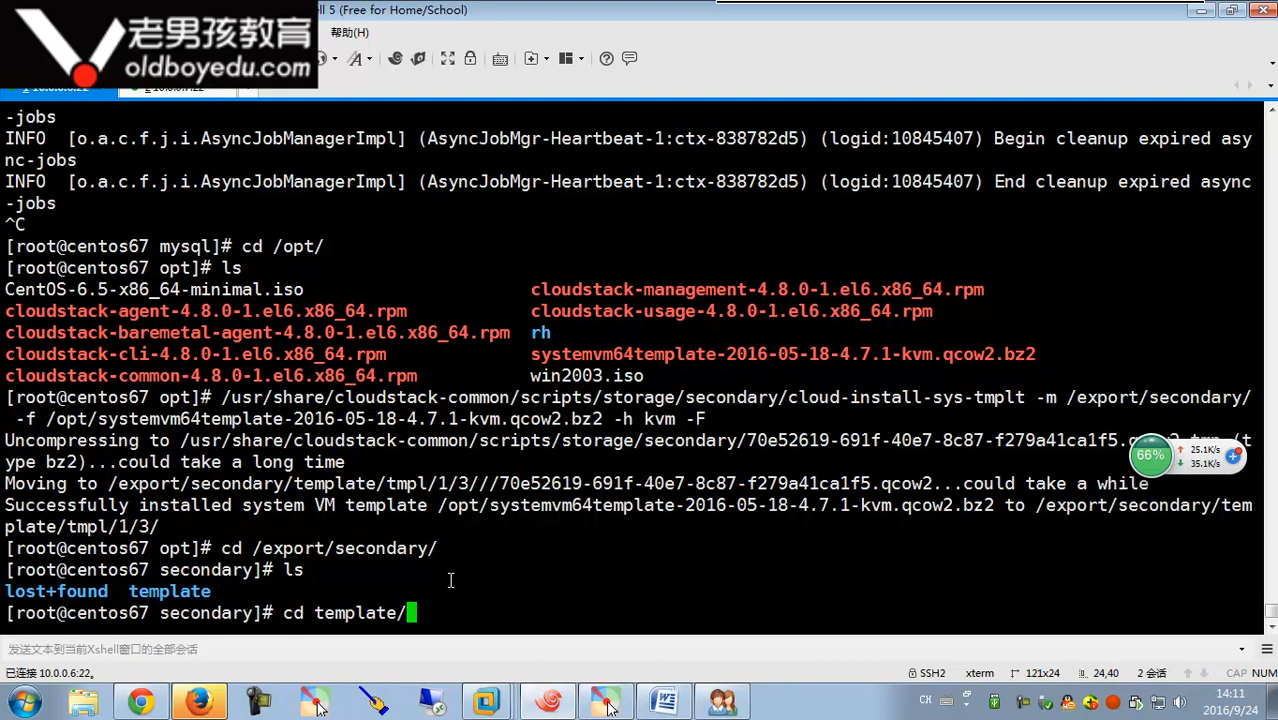 老男孩教育
oldboyedu.com
ell 5 (Free for Home/School)
帮助(H)
-jobs
INFO  [o.a.c.f.j.i.AsyncJobManagerImpl] (AsyncJobMgr-Heartbeat-1:ctx-838782d5) (logid:10845407) Begin cleanup expired asy
nc-jobs
INFO  [o.a.c.f.j.i.AsyncJobManagerImpl] (AsyncJobMgr-Heartbeat-1:ctx-838782d5) (logid:10845407) End cleanup expired async
-jobs
^C
[root@centos67 mysql]# cd /opt/
[root@centos67 opt]# ls
CentOS-6.5-x86_64-minimal.iso cloudstack-management-4.8.0-1.el6.x86_64.rpm
cloudstack-agent-4.8.0-1.el6.x86_64.rpm cloudstack-usage-4.8.0-1.el6.x86_64.rpm
cloudstack-baremetal-agent-4.8.0-1.el6.x86_64.rpm rh
cloudstack-cli-4.8.0-1.el6.x86_64.rpm systemvm64template-2016-05-18-4.7.1-kvm.qcow2.bz2
cloudstack-common-4.8.0-1.el6.x86_64.rpm win2003.iso
[root@centos67 opt]# /usr/share/cloudstack-common/scripts/storage/secondary/cloud-install-sys-tmplt -m /export/secondary/
-f /opt/systemvm64template-2016-05-18-4.7.1-kvm.qcow2.bz2 -h kvm -F
Uncompressing to /usr/share/cloudstack-common/scripts/storage/secondary/70e52619-691f-40e7-8c87-f279a41ca1f5.qcow2.tmp (t
ype bz2)...could take a long time
Moving to /export/secondary/template/tmpl/1/3///70e52619-691f-40e7-8c87-f279a41ca1f5.qcow2...could take a while
Successfully installed system VM template /opt/systemvm64template-2016-05-18-4.7.1-kvm.qcow2.bz2 to /export/secondary/tem
plate/tmpl/1/3/
[root@centos67 opt]# cd /export/secondary/
[root@centos67 secondary]# ls
lost+found  template
[root@centos67 secondary]# cd template/
66%
25.1K/s
35.1K/s
发送文本到当前Xshell窗口的全部会话
已连接 10.0.0.6:22。 SSH2 xterm 121x24 24,40 2 会话 CAP NUM
CH 14:11
2016/9/24